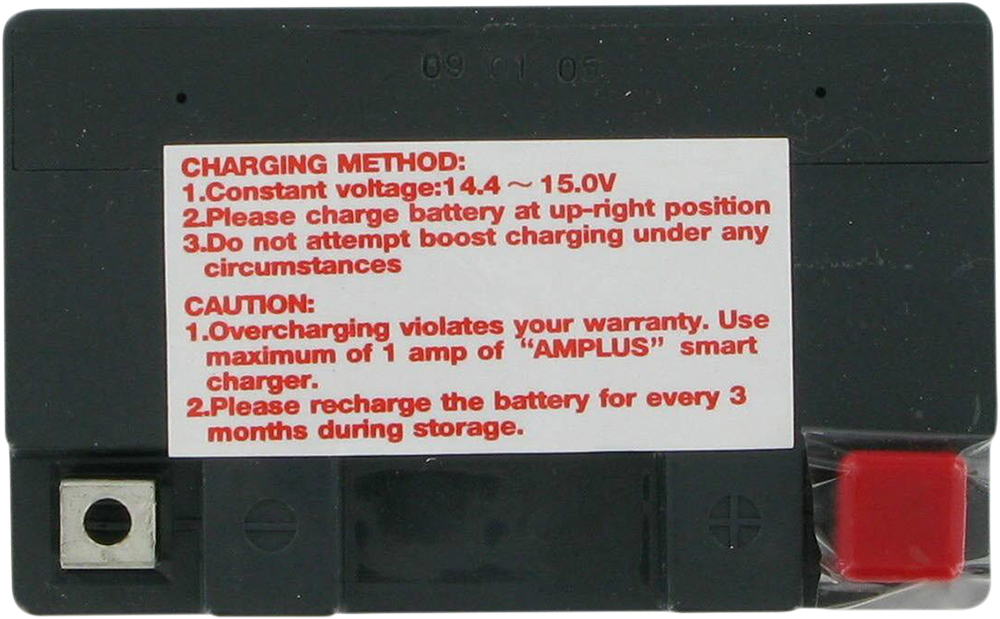 09 01 05
CHARGING METHOD:
1.Constant voltage:14.4 ~ 15.0V
2.Please charge battery at up-right position
3.Do not attempt boost charging under any
circumstances
CAUTION:
1.Overcharging violates your warranty. Use
maximum of 1 amp of “AMPLUS” smart
charger.
2.Please recharge the battery for every 3
months during storage.